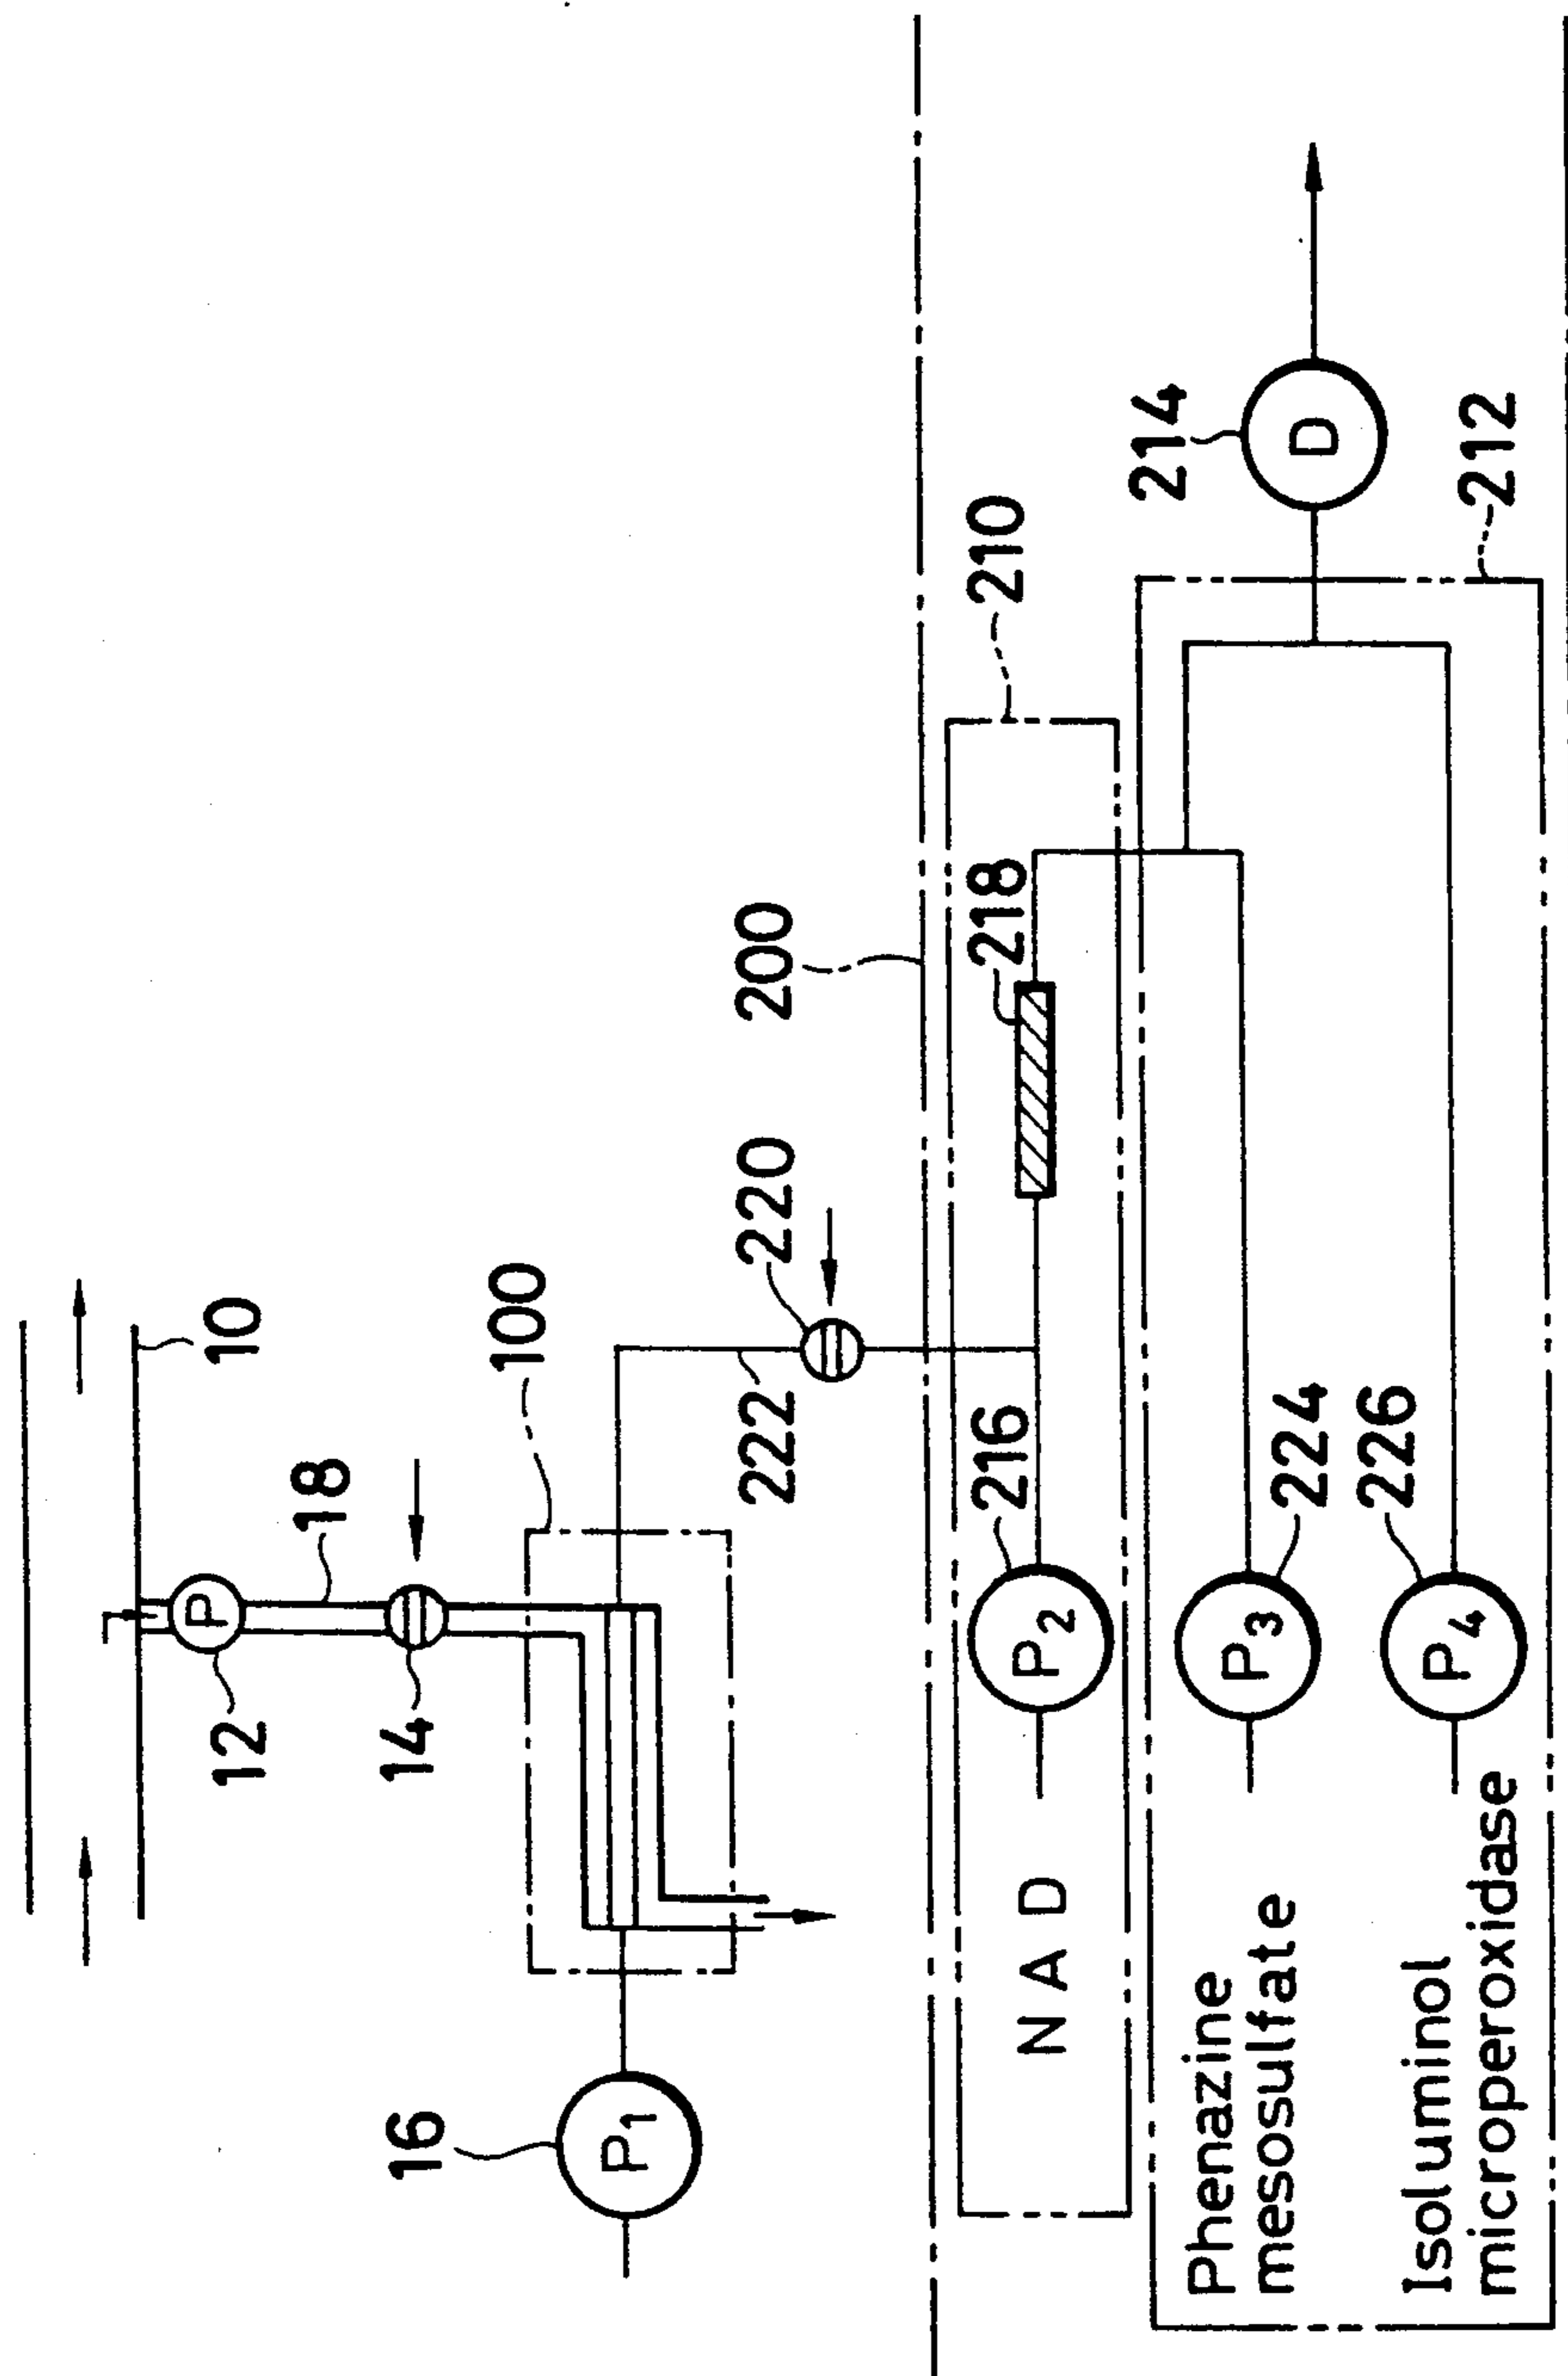 10
P
12
18
14
100
16
P1
222
220
200
210
216
P2
218
N A D
214
D
212
P3
224
Phenazine
mesosulfate
P4
226
Isoluminol
microperoxidase